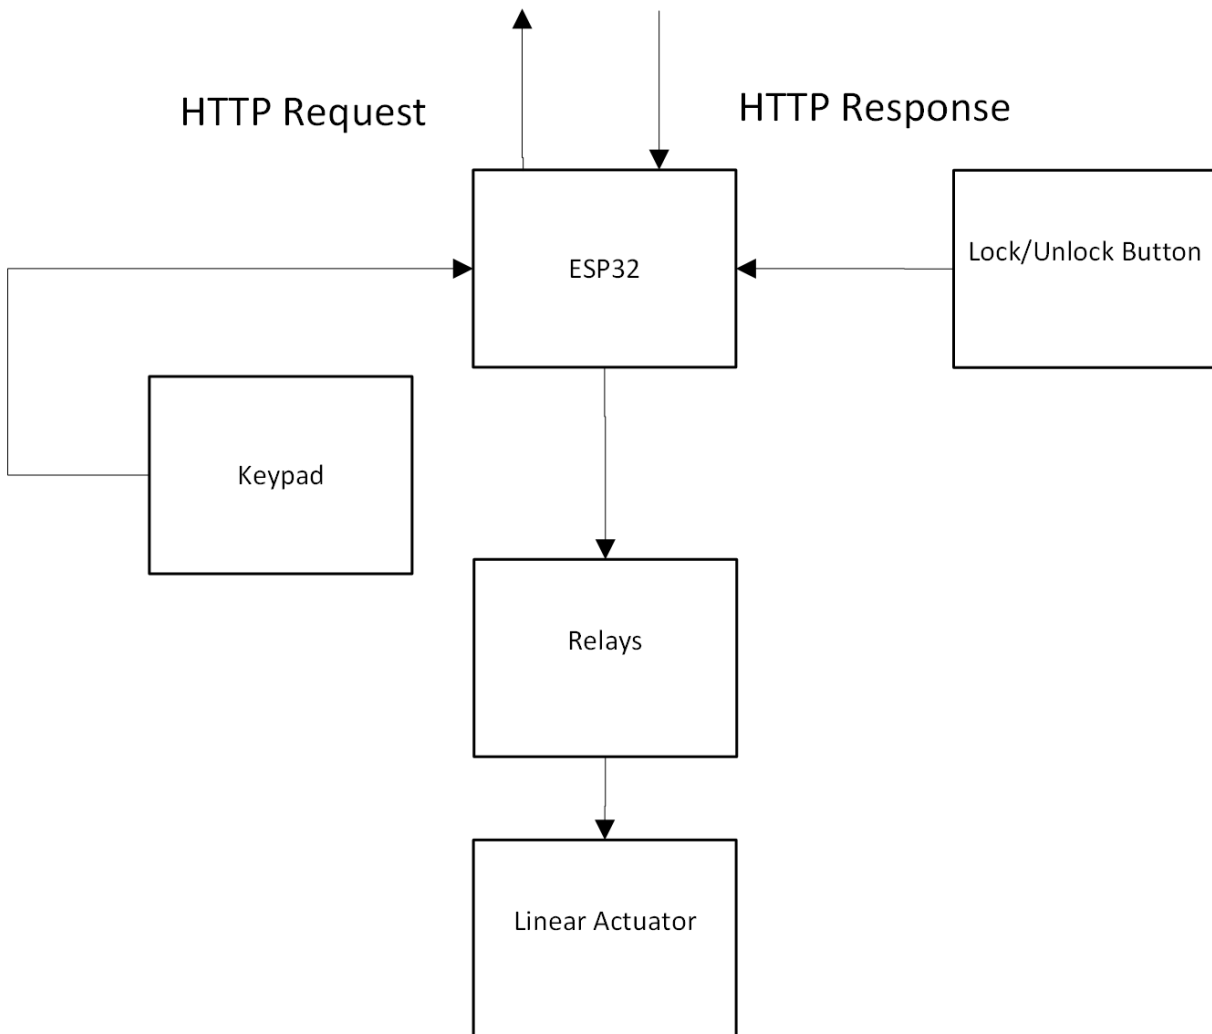 HTTP Request
HTTP Response
ESP32
Lock/Unlock Button
Keypad
Relays
Linear Actuator